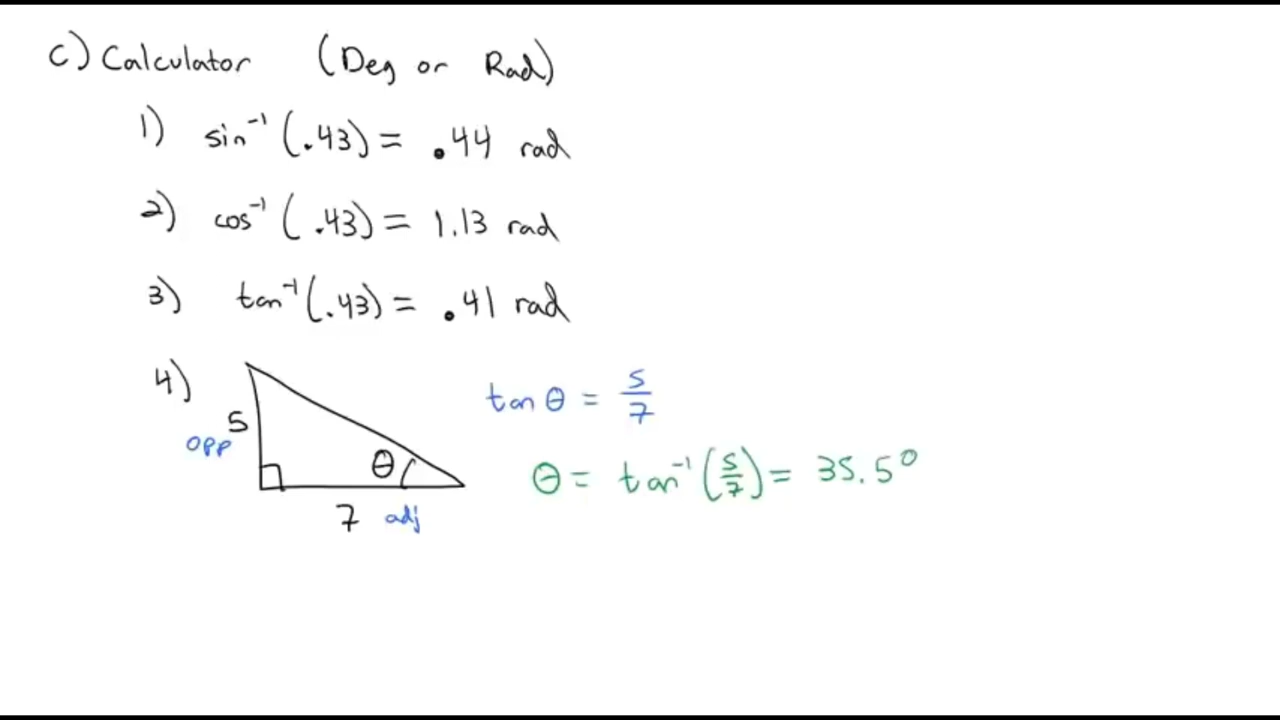 c) Calculator (Deg or Rad)
1) sin⁻¹ (.43) = .44 rad
2) cos⁻¹ (.43) = 1.13 rad
3) tan⁻¹ (.43) = .41 rad
4)
5
opp
θ
7 adj
tan θ = 5/7
θ = tan⁻¹ (5/7) = 35.5°